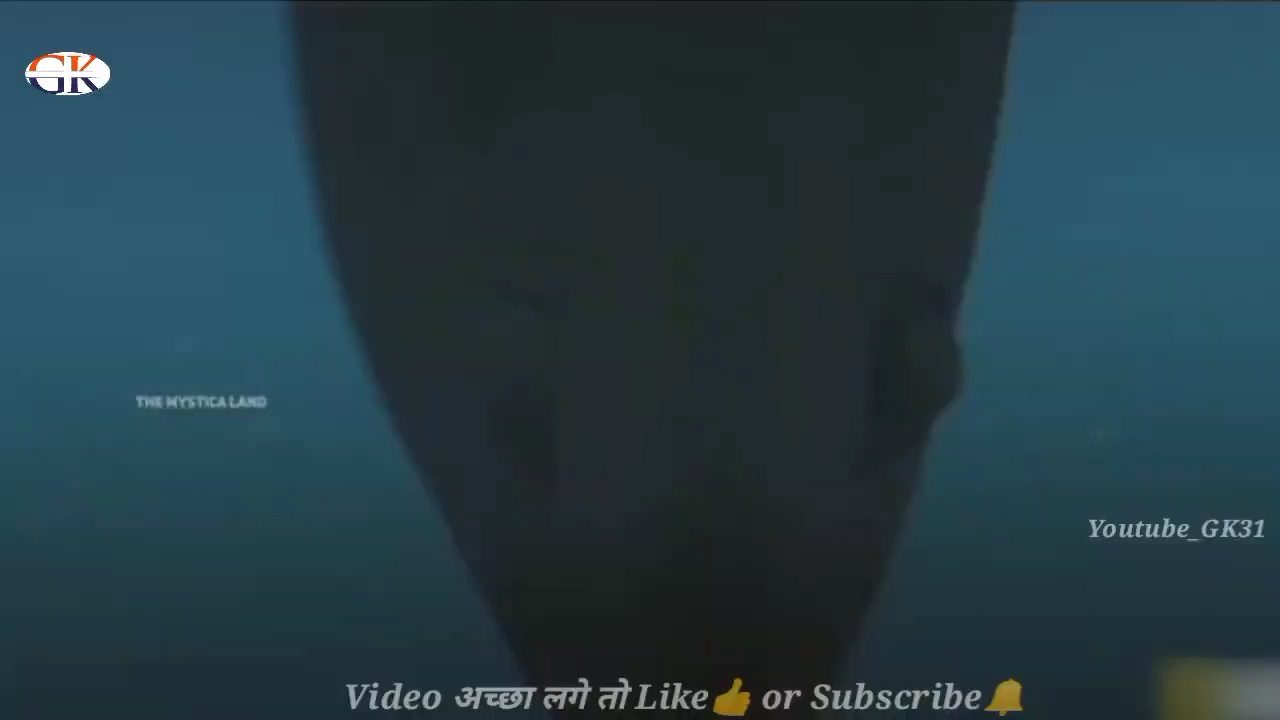 GK
THE MYSTICA LAND
Youtube_GK31
Video अच्छा लगे तो Like👍 or Subscribe🔔